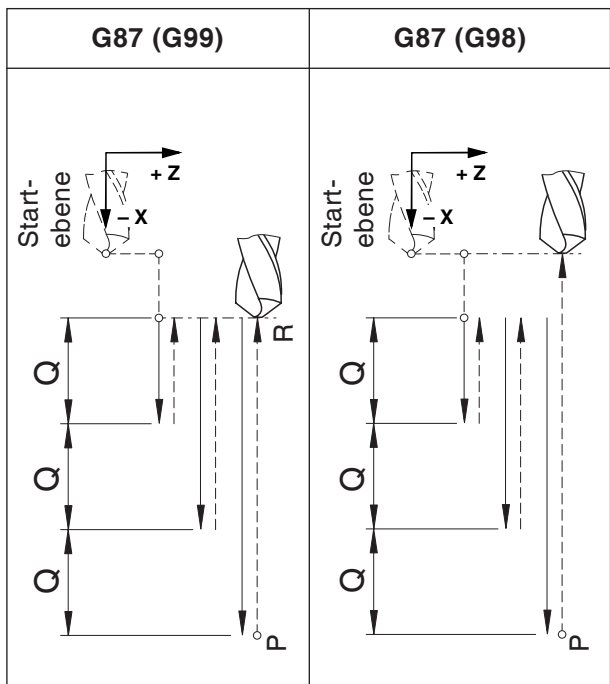 G87 (G99)
G87 (G98)
Start-
ebene
+ Z
– X
R
Q
Q
Q
P
Start-
ebene
+ Z
– X
Q
Q
Q
P